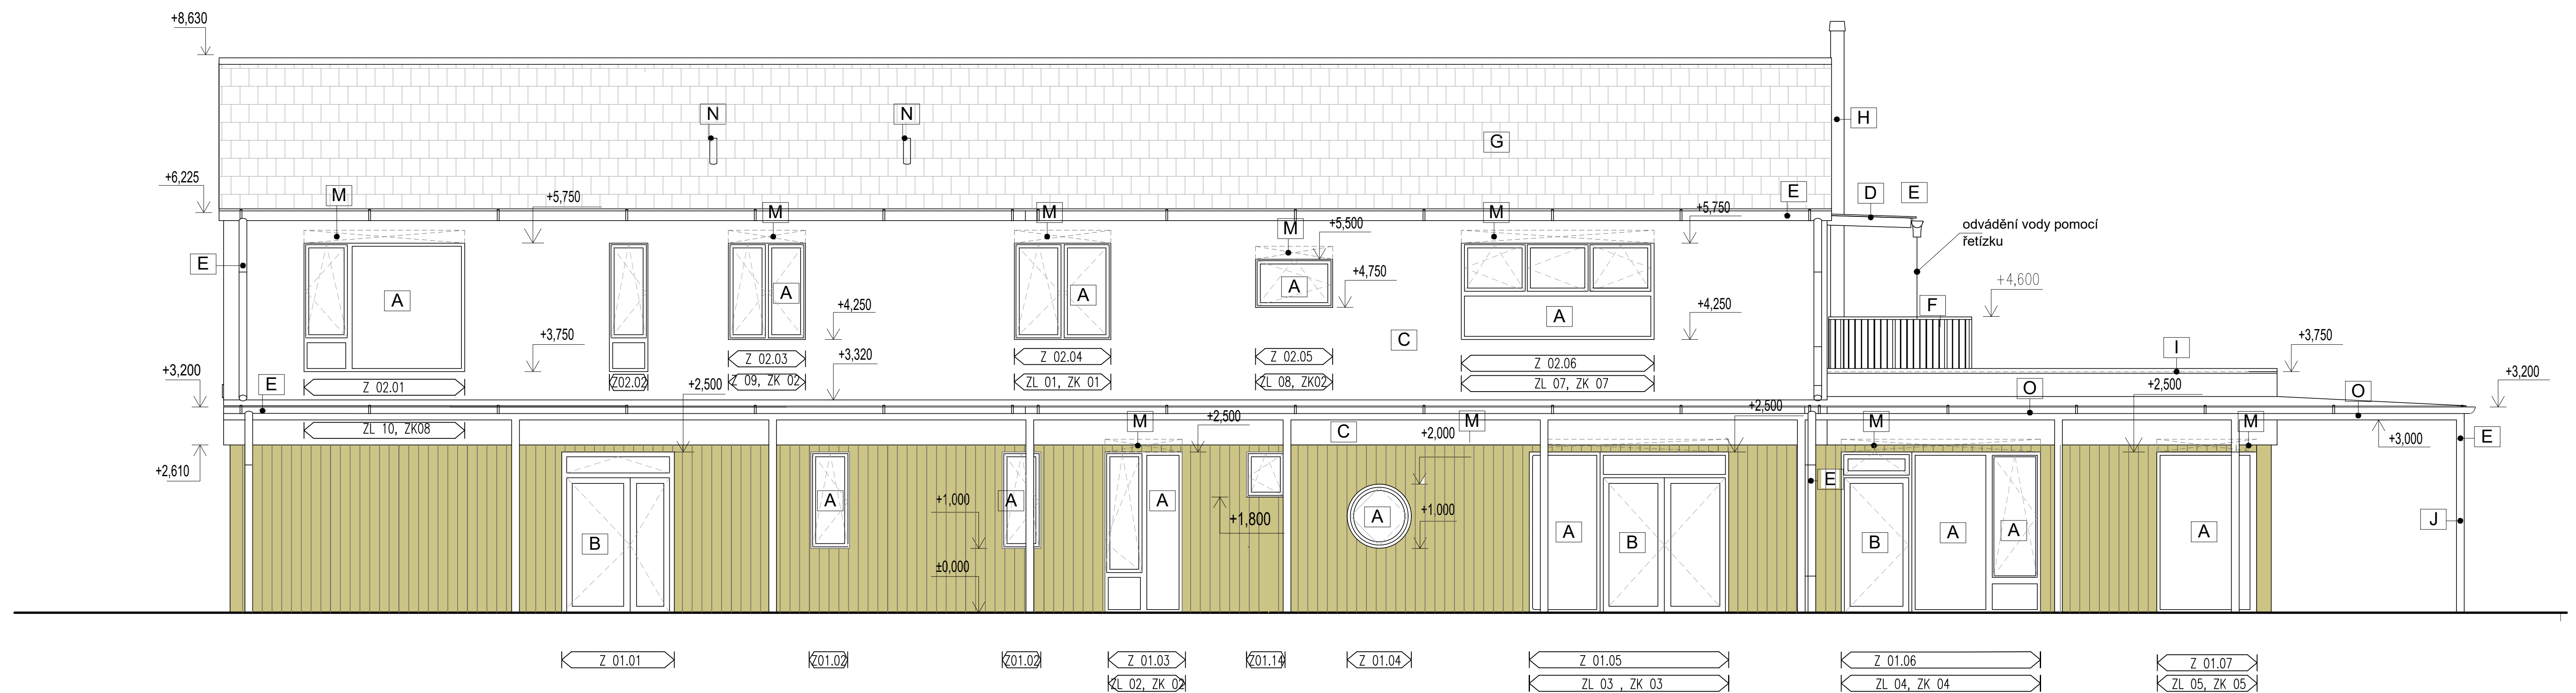 +8,630
N
N
H
G
+6,225
M
+5,750
M
M
M
+5,500
M
+5,750
E
D
E
odvádění vody pomocí
řetízku
E
A
A
A
A
+4,750
A
+4,600
F
+4,250
C
+4,250
+3,750
+3,320
I
+3,750
Z 02.01
Z02.02
Z 02.03
Z 09, ZK 02
Z 02.04
ZL 01, ZK 01
Z 02.05
ZL 08, ZK02
Z 02.06
ZL 07, ZK 07
+3,200
E
+2,500
+2,500
O
O
+3,200
ZL 10, ZK08
M
+2,500
C
M
+2,500
+2,000
M
M
+3,000
E
+2,610
A
+1,000
A
A
+1,800
A
+1,000
E
B
A
B
B
A
A
A
J
±0,000
Z 01.01
Z01.02
Z01.02
Z 01.03
Z01.14
Z 01.04
Z 01.05
Z 01.06
Z 01.07
ZL 02, ZK 02
ZL 03 , ZK 03
ZL 04, ZK 04
ZL 05, ZK 05